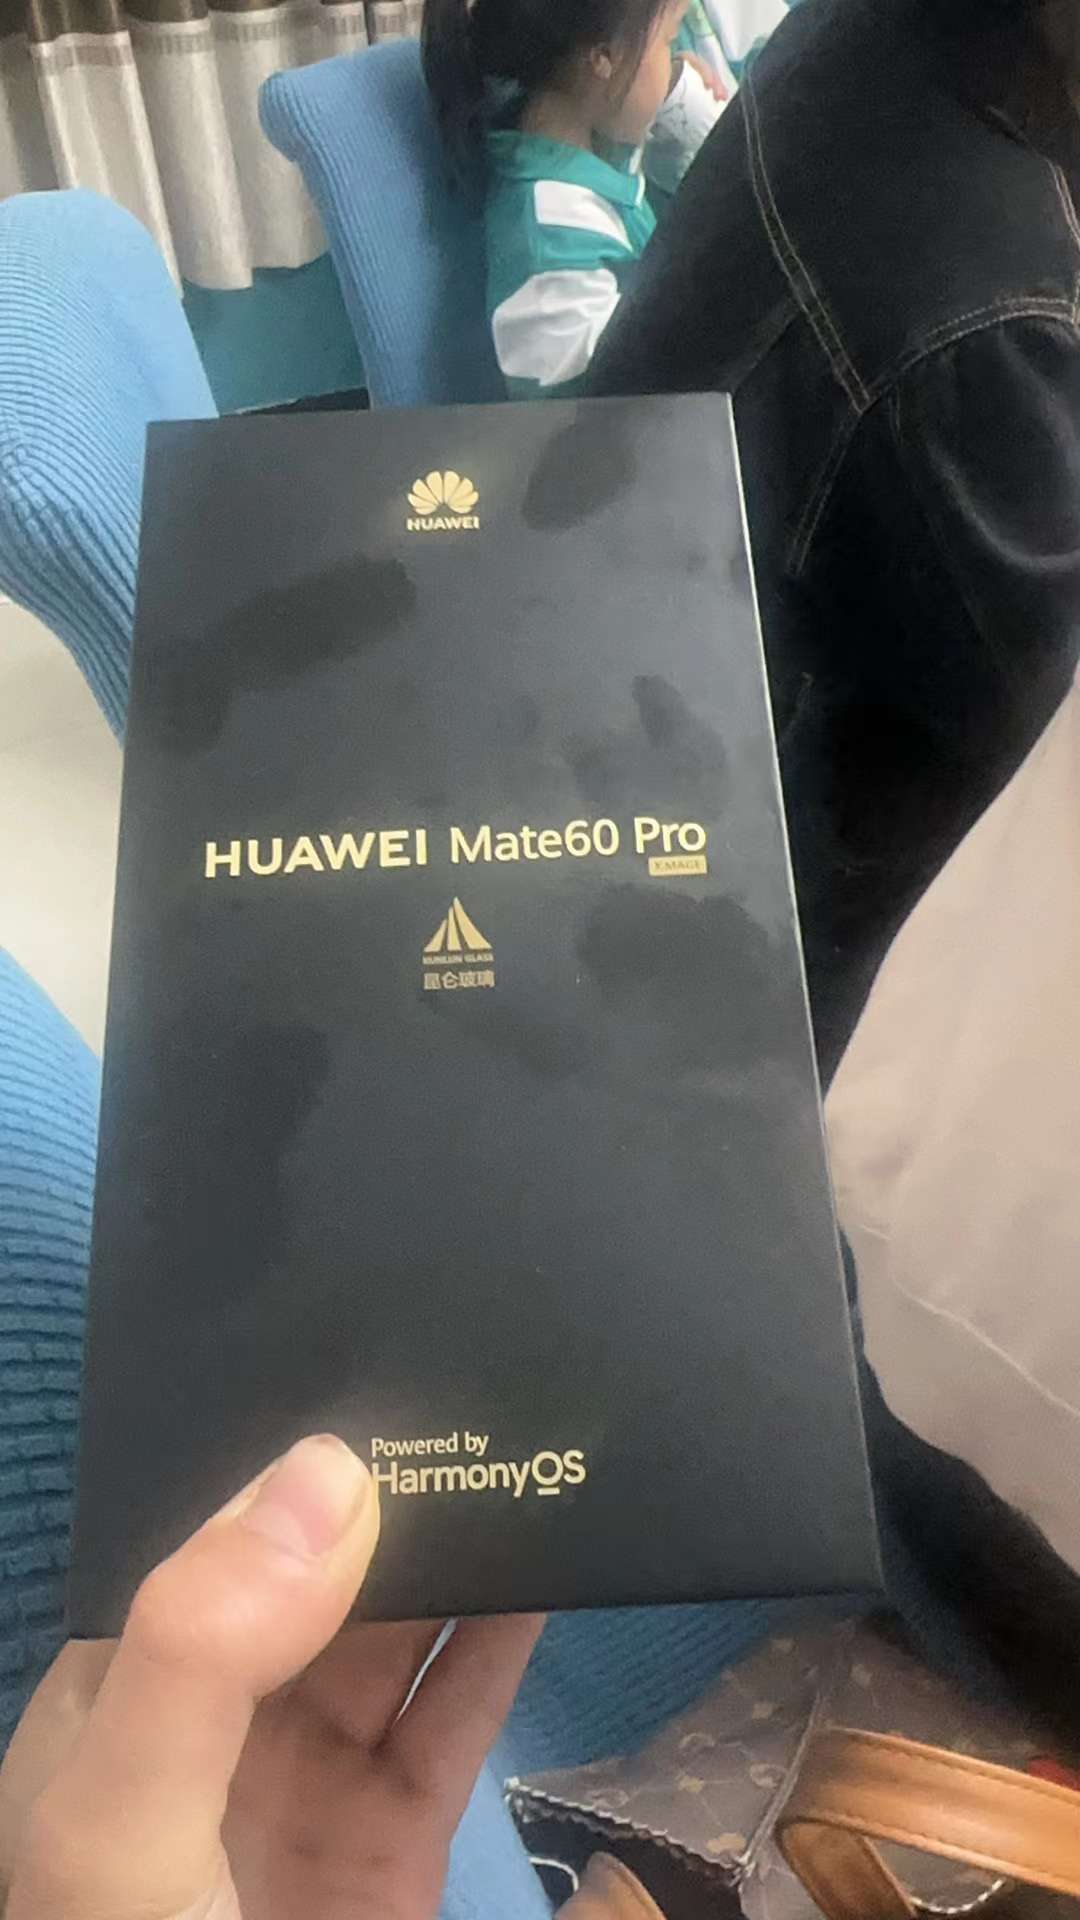 HUAWEI
HUAWEI Mate60 Pro
XMAGE
KUNLUN GLASS
昆仑玻璃
Powered by
HarmonyOS